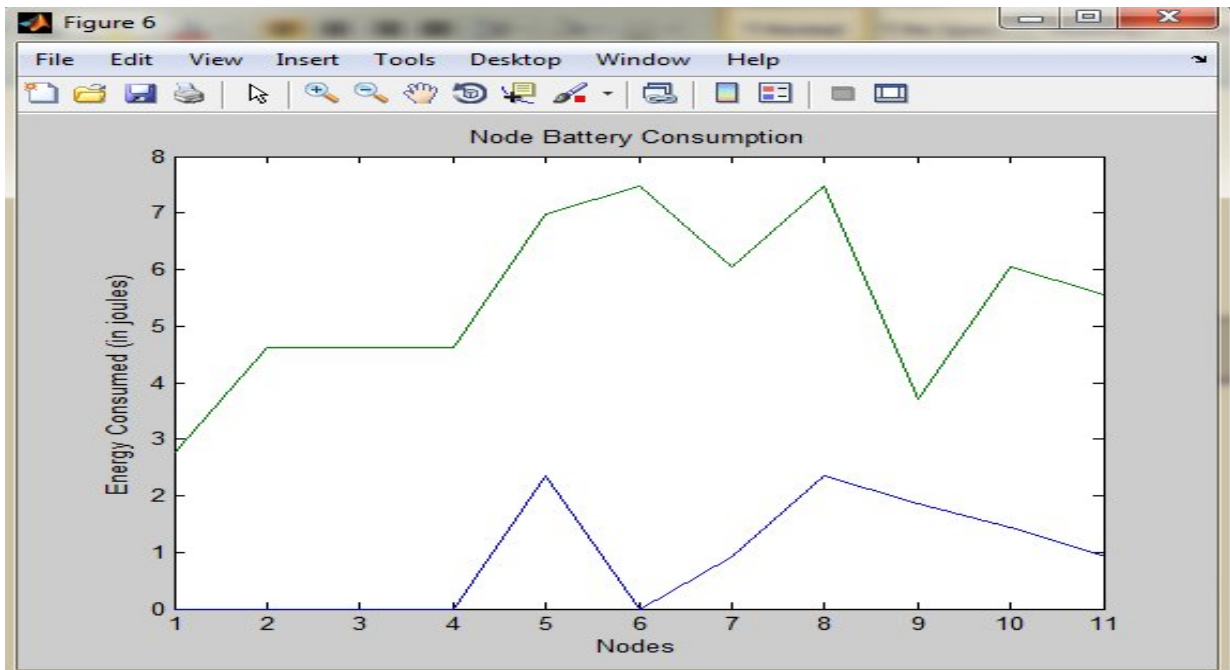 Figure 6
File Edit View Insert Tools Desktop Window Help
Node Battery Consumption
Energy Consumed (in joules)
8
7
6
5
4
3
2
1
0
1 2 3 4 5 6 7 8 9 10 11
Nodes